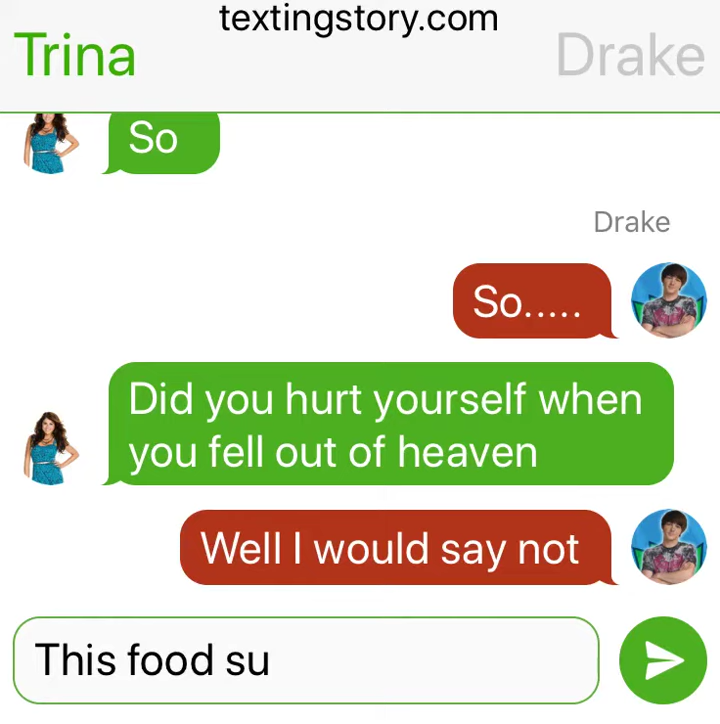 textingstory.com
Trina
Drake
So
Drake
So.....
Did you hurt yourself when
you fell out of heaven
Well I would say not
This food su